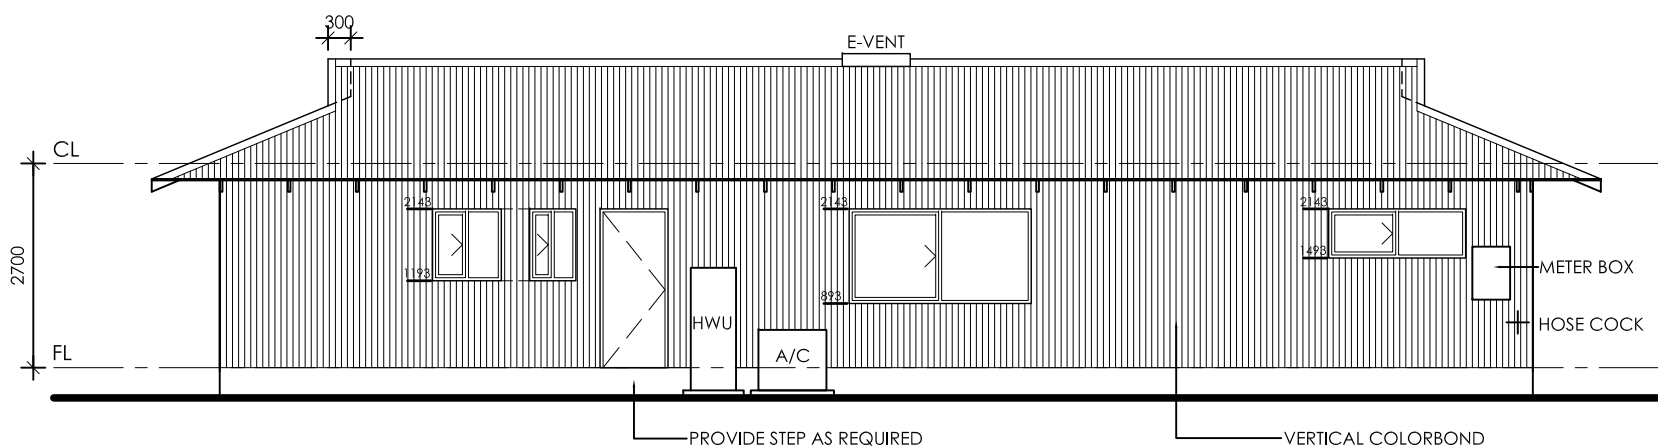 300
E-VENT
CL
2700
2143
2143
2143
1193
893
1493
METER BOX
HWU
A/C
HOSE COCK
FL
PROVIDE STEP AS REQUIRED
VERTICAL COLORBOND